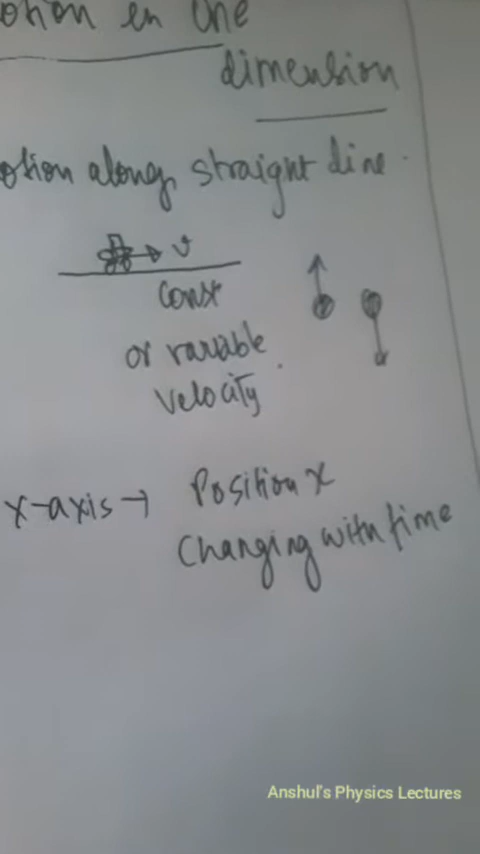 otion in One
dimension
otion along straight line.
v
const
or variable
velocity.
x-axis → Position x
Changing with time
Anshul's Physics Lectures